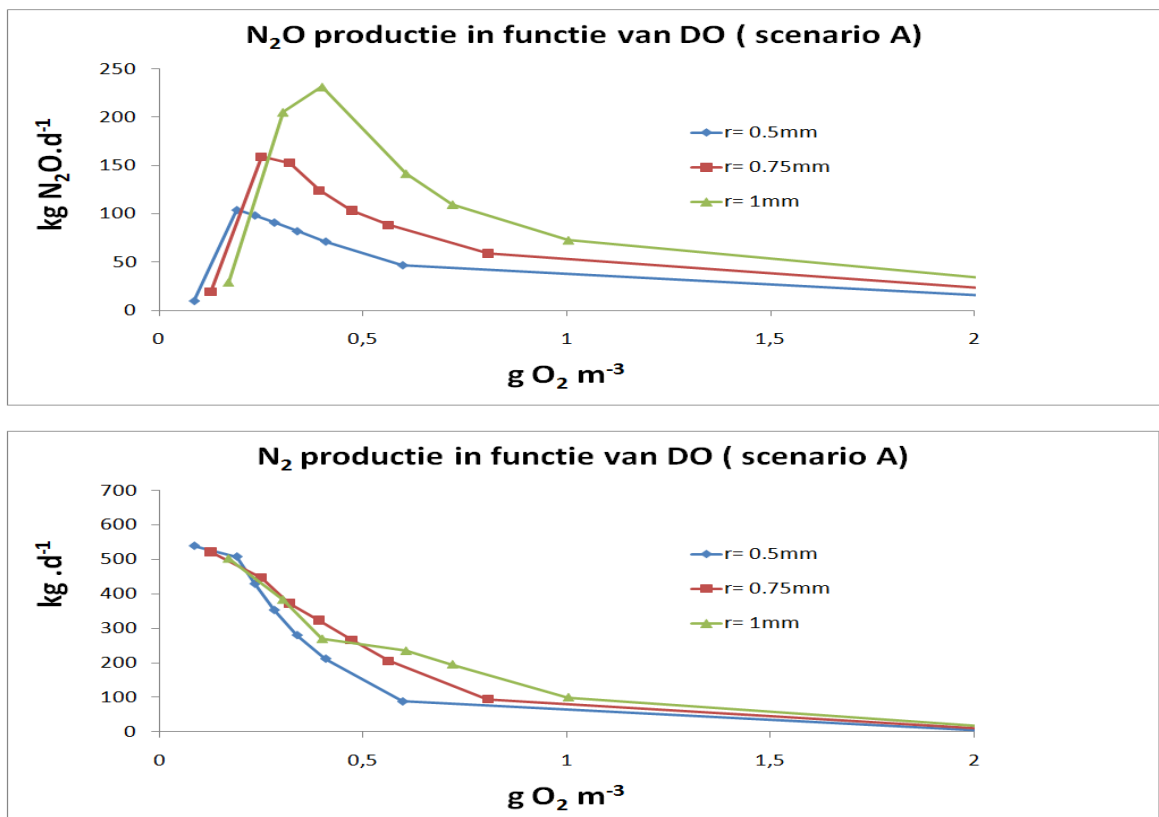 N₂O productie in functie van DO ( scenario A)
250
200
150
100
50
0
kg N₂O.d⁻¹
r= 0.5mm
r= 0.75mm
r= 1mm
0 0,5 1 1,5 2
g O₂ m⁻³
N₂ productie in functie van DO ( scenario A)
700
600
500
400
300
200
100
0
kg .d⁻¹
r= 0.5mm
r= 0.75mm
r= 1mm
0 0,5 1 1,5 2
g O₂ m⁻³